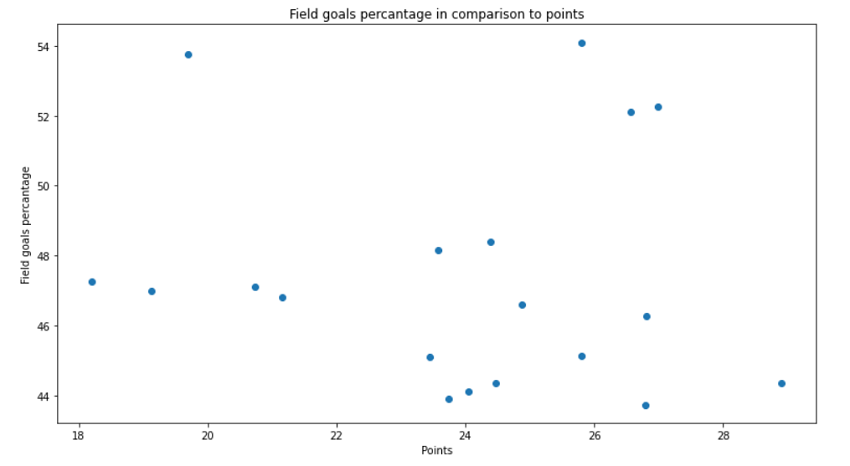 Field goals percantage in comparison to points
54
52
50
48
46
44
Field goals percantage
18 20 22 24 26 28
Points